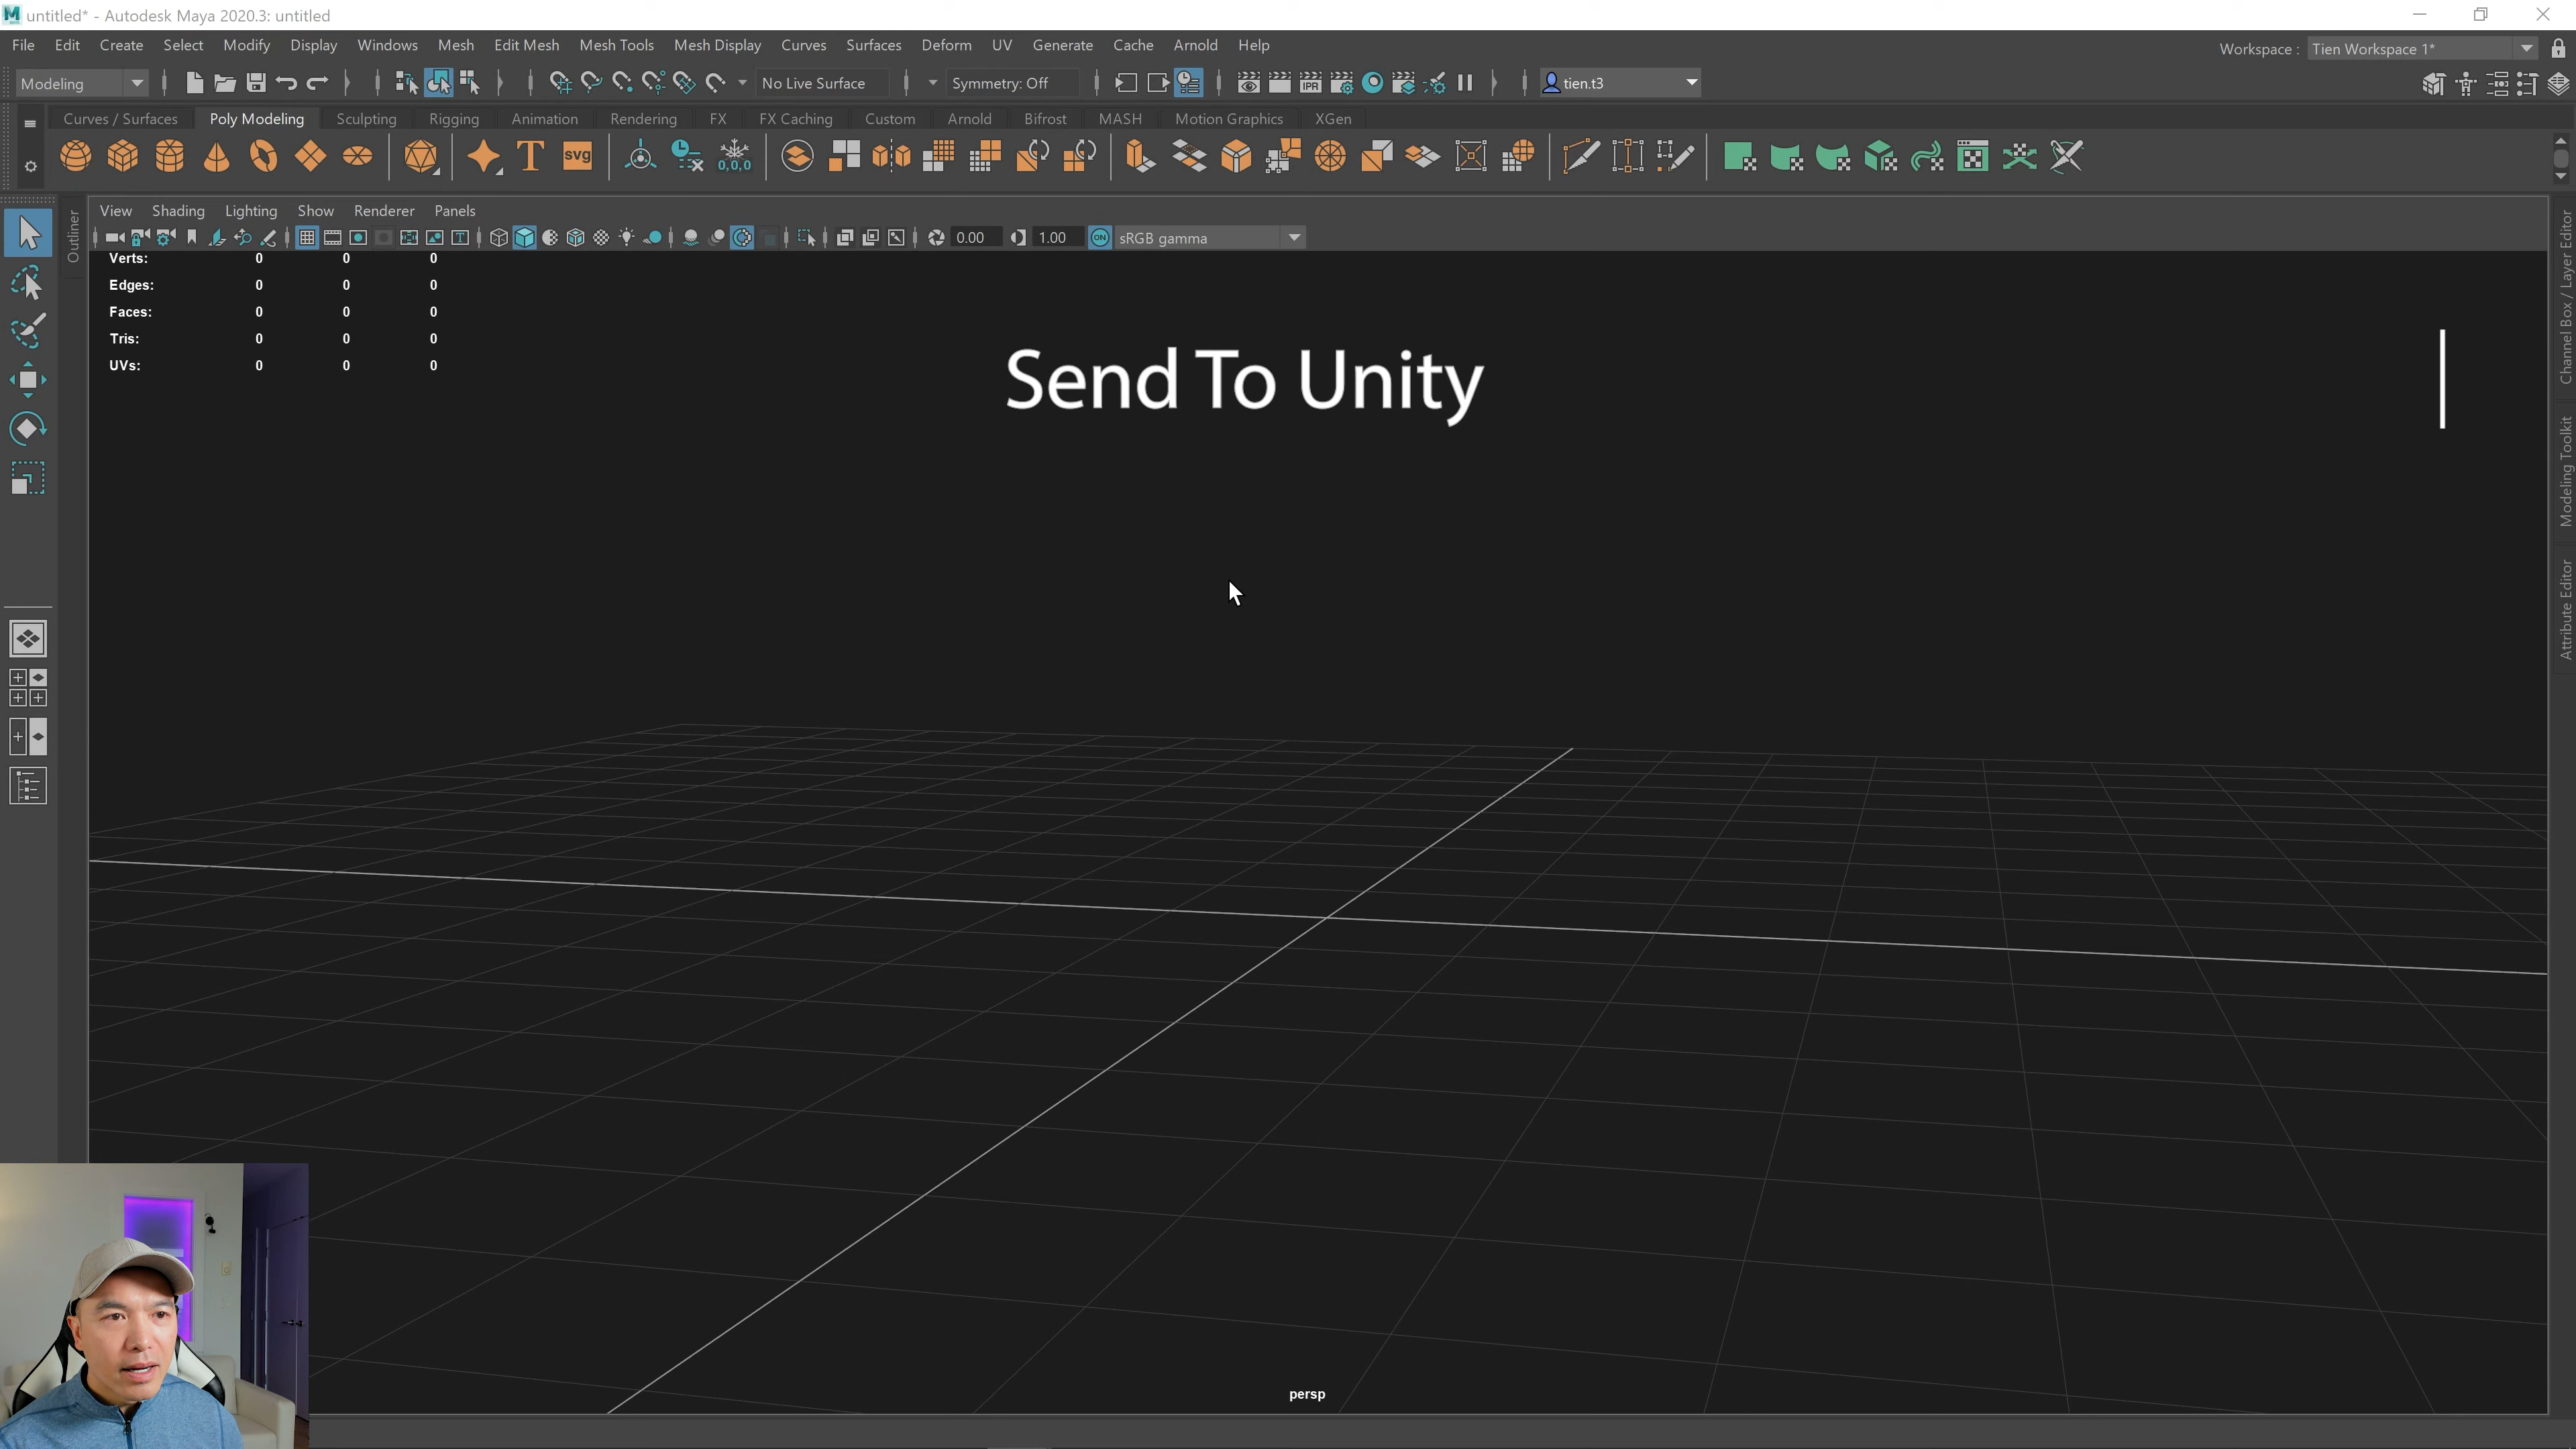 untitled* - Autodesk Maya 2020.3: untitled
File Edit Create Select Modify Display Windows Mesh Edit Mesh Mesh Tools Mesh Display Curves Surfaces Deform UV Generate Cache Arnold Help
Workspace : Tien Workspace 1*
Modeling
No Live Surface
Symmetry: Off
IPR
tien.t3
Curves / Surfaces Poly Modeling Sculpting Rigging Animation Rendering FX FX Caching Custom Arnold Bifrost MASH Motion Graphics XGen
T svg 0,0,0
View Shading Lighting Show Renderer Panels
0.00 1.00 ON sRGB gamma
Outliner
Verts: 0 0 0
Edges: 0 0 0
Faces: 0 0 0
Tris: 0 0 0
UVs: 0 0 0
Send To Unity
Channel Box / Layer Editor
Modeling Toolkit
Attribute Editor
persp